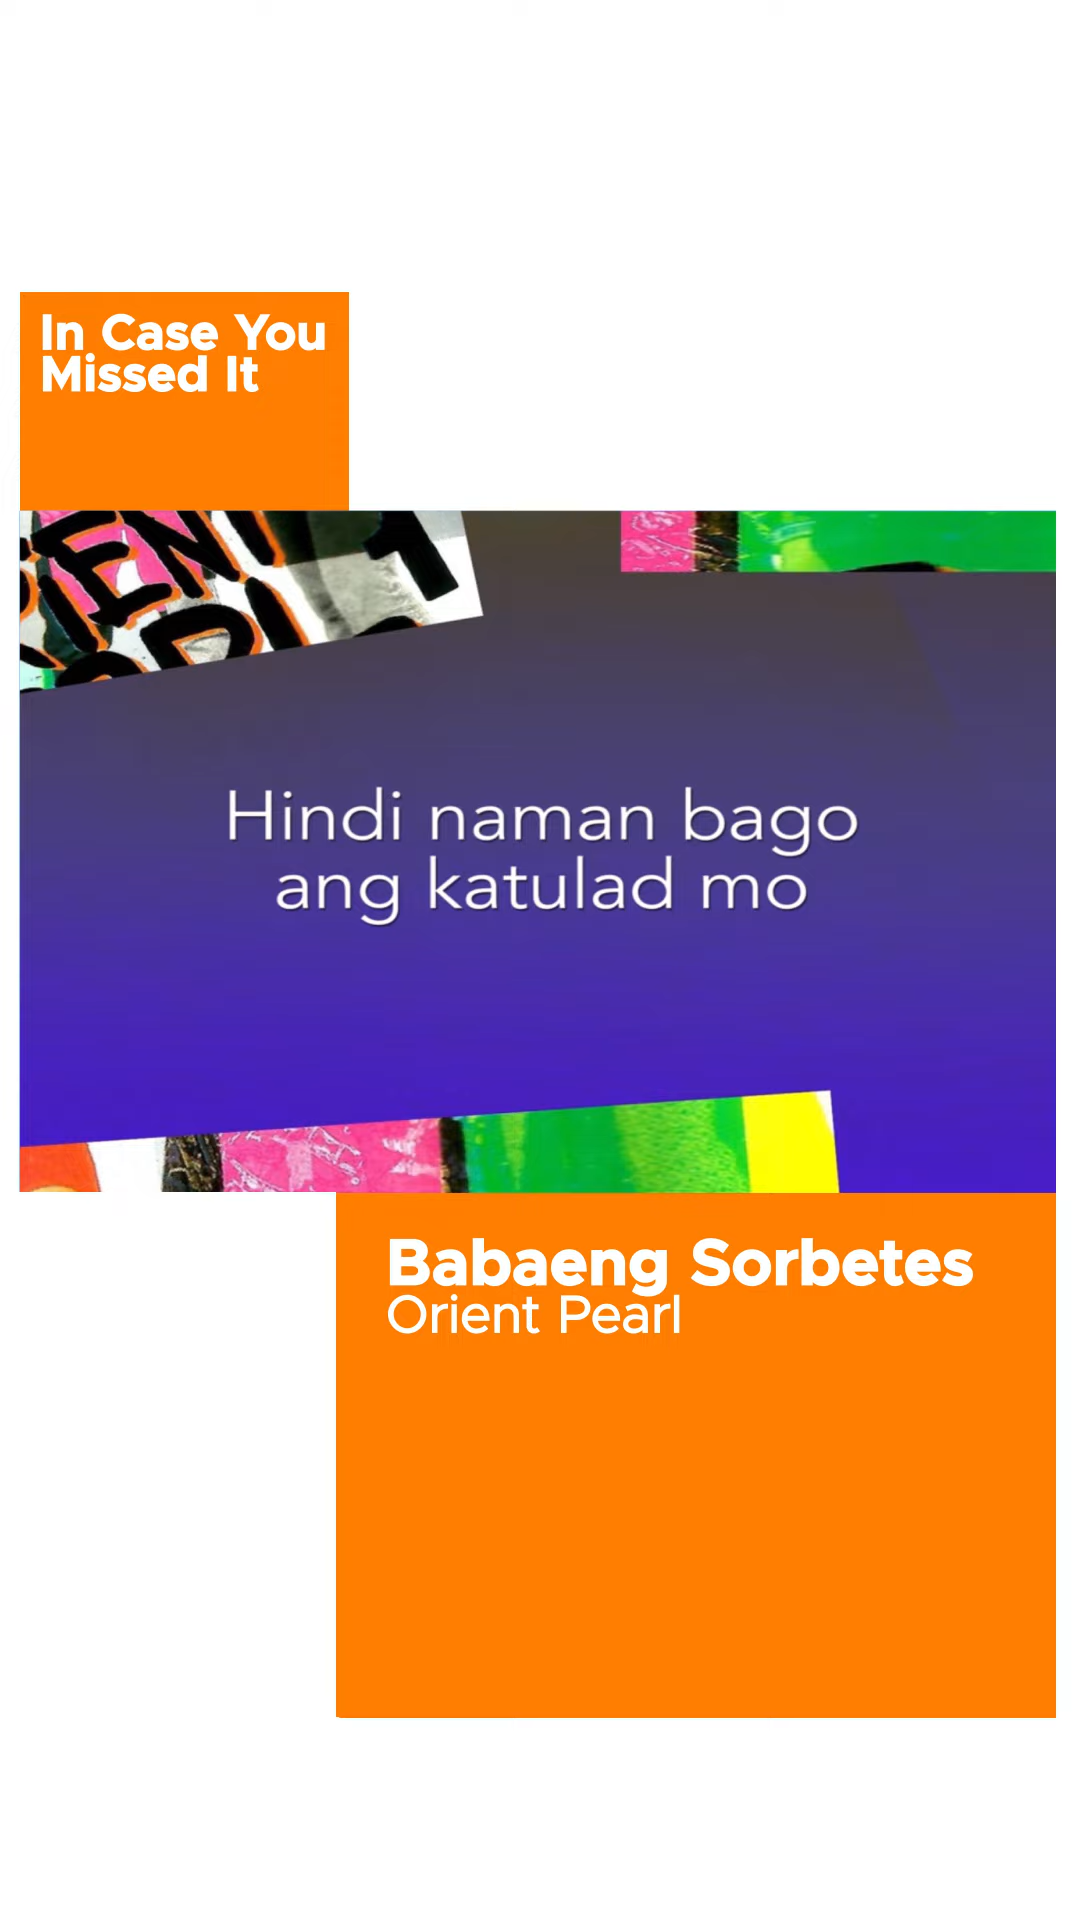 In Case You
Missed It
Hindi naman bago
ang katulad mo
Babaeng Sorbetes
Orient Pearl